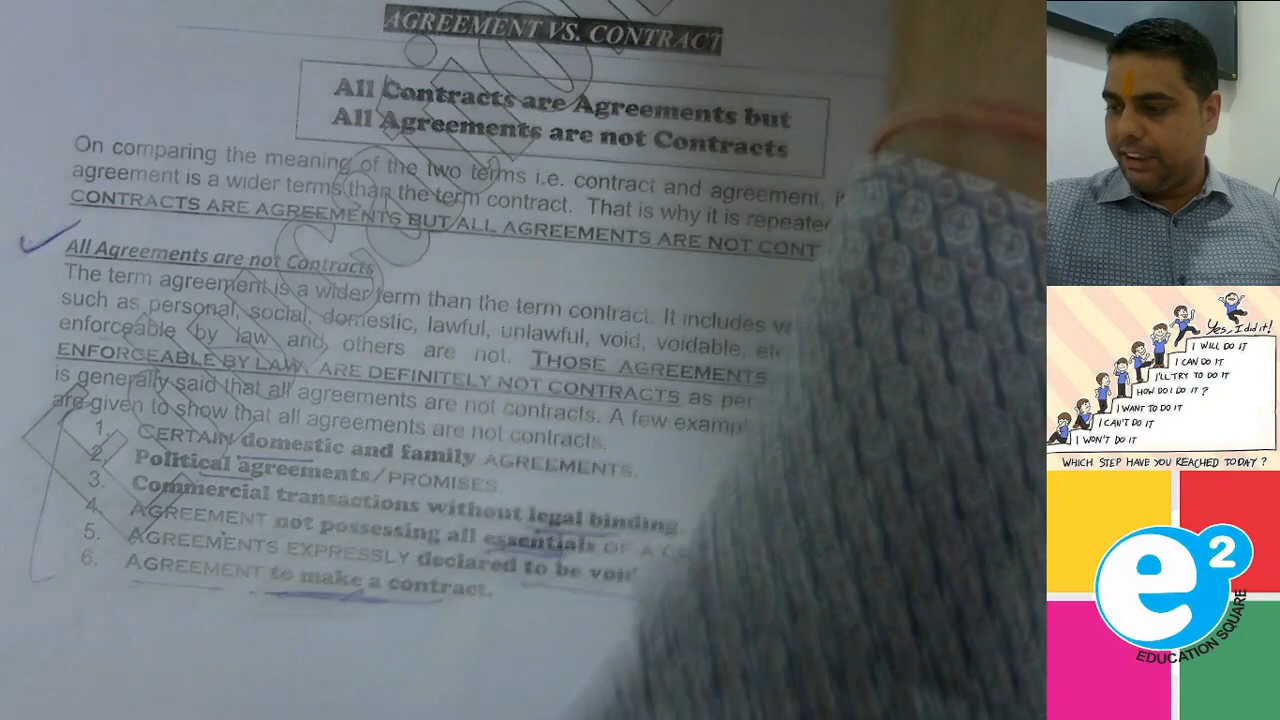 AGREEMENT VS. CONTRACT
All Contracts are Agreements but
All Agreements are not Contracts
On comparing the meaning of the two terms i.e. contract and agreement,
agreement is a wider terms than the term contract. That is why it is
CONTRACTS ARE AGREEMENTS BUT ALL AGREEMENTS ARE NOT CONT
All Agreements are not Contracts
The term agreement is a wider term than the term contract. It includes
such as personal, social, domestic, lawful, unlawful, void, voidable,
enforceable by law and others are not. THOSE AGREEMENTS
ENFORCEABLE BY LAW, ARE DEFINITELY NOT CONTRACTS as per
is generally said that all agreements are not contracts. A few
are given to show that all agreements are not contracts.
1. CERTAIN domestic and family AGREEMENTS.
2. Political agreements/PROMISES.
3. Commercial transactions without legal binding
4. AGREEMENT not possessing all essentials OF A
5. AGREEMENTS EXPRESSLY declared to be void
6. AGREEMENT to make a contract.
Yes, I did it!
I WILL DO IT
I CAN DO IT
I'LL TRY TO DO IT
HOW DO I DO IT ?
I WANT TO DO IT
I CAN'T DO IT
I WON'T DO IT
WHICH STEP HAVE YOU REACHED TODAY ?
e2
EDUCATION SQUARE